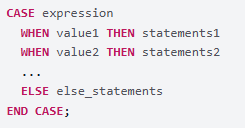 CASE expression
  WHEN value1 THEN statements1
  WHEN value2 THEN statements2
  ...
  ELSE else_statements
END CASE;